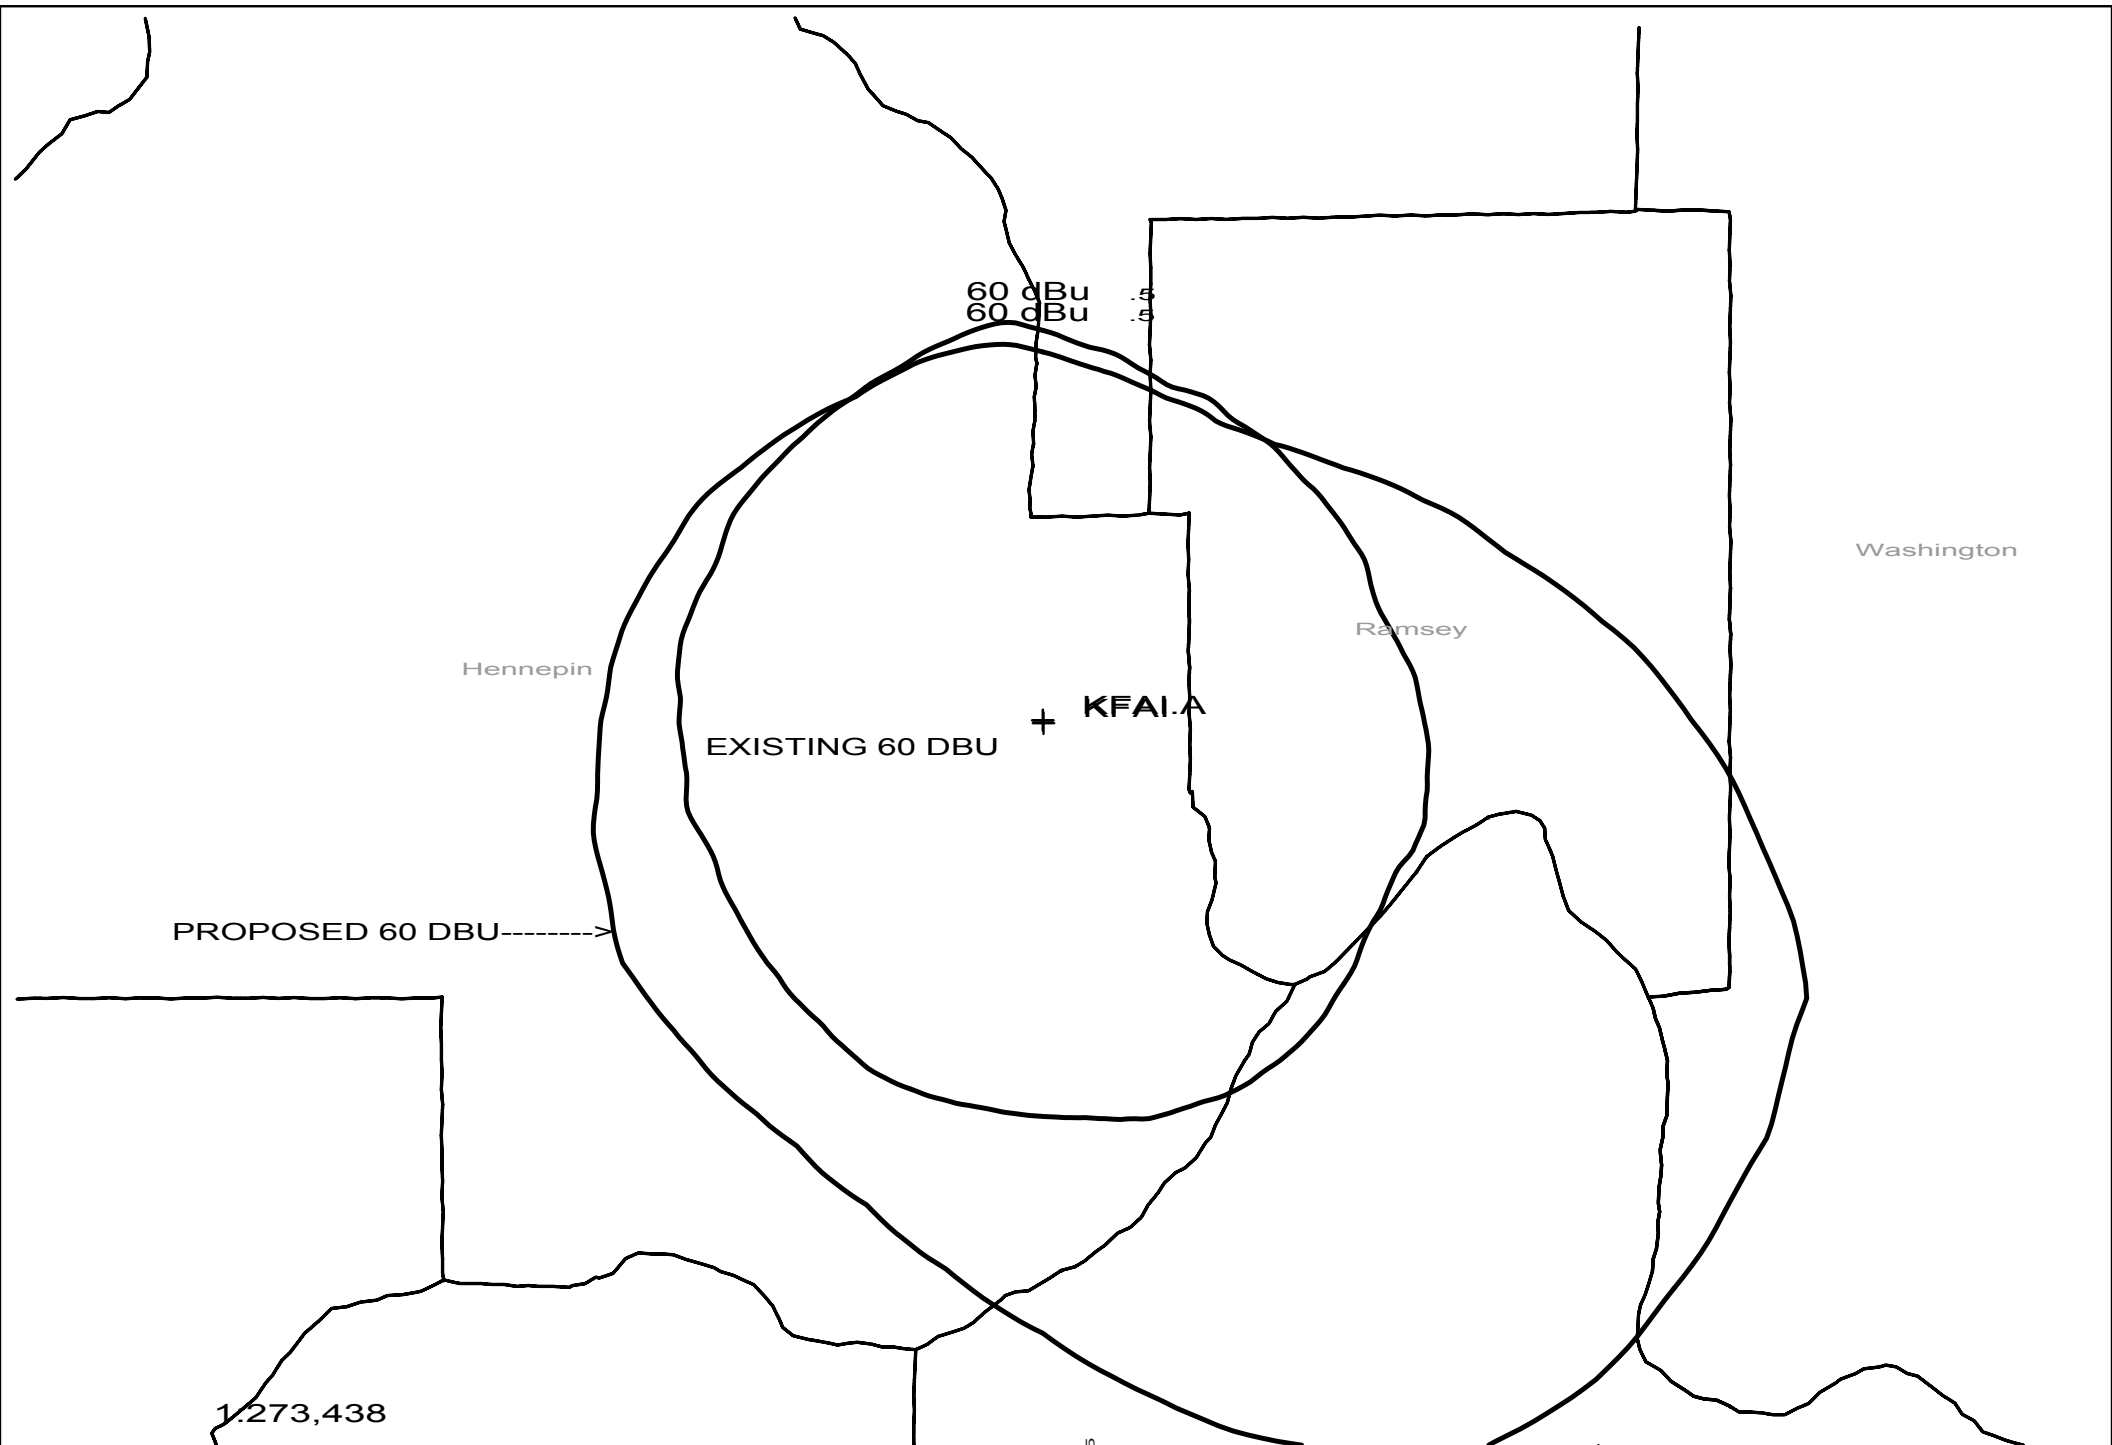 60 dBu .5
60 dBu .5
Washington
Ramsey
Hennepin
KFAI.A
KFAI
EXISTING 60 DBU
PROPOSED 60 DBU-------->
1:273,438